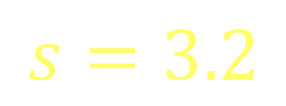 s = 3.2